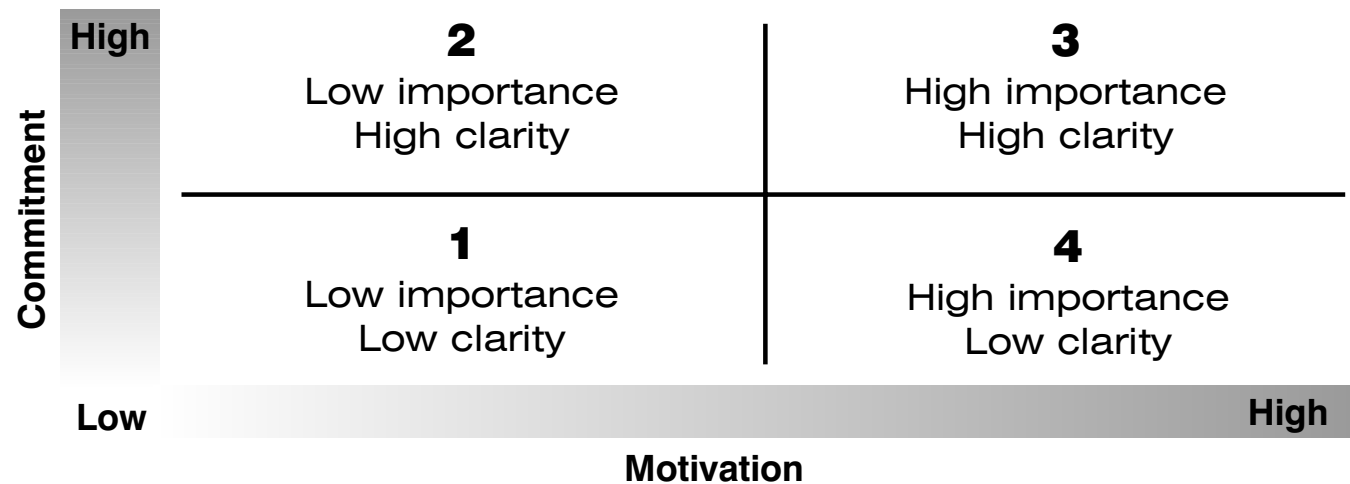 High
2
Low importance
High clarity
3
High importance
High clarity
Commitment
1
Low importance
Low clarity
4
High importance
Low clarity
Low
High
Motivation